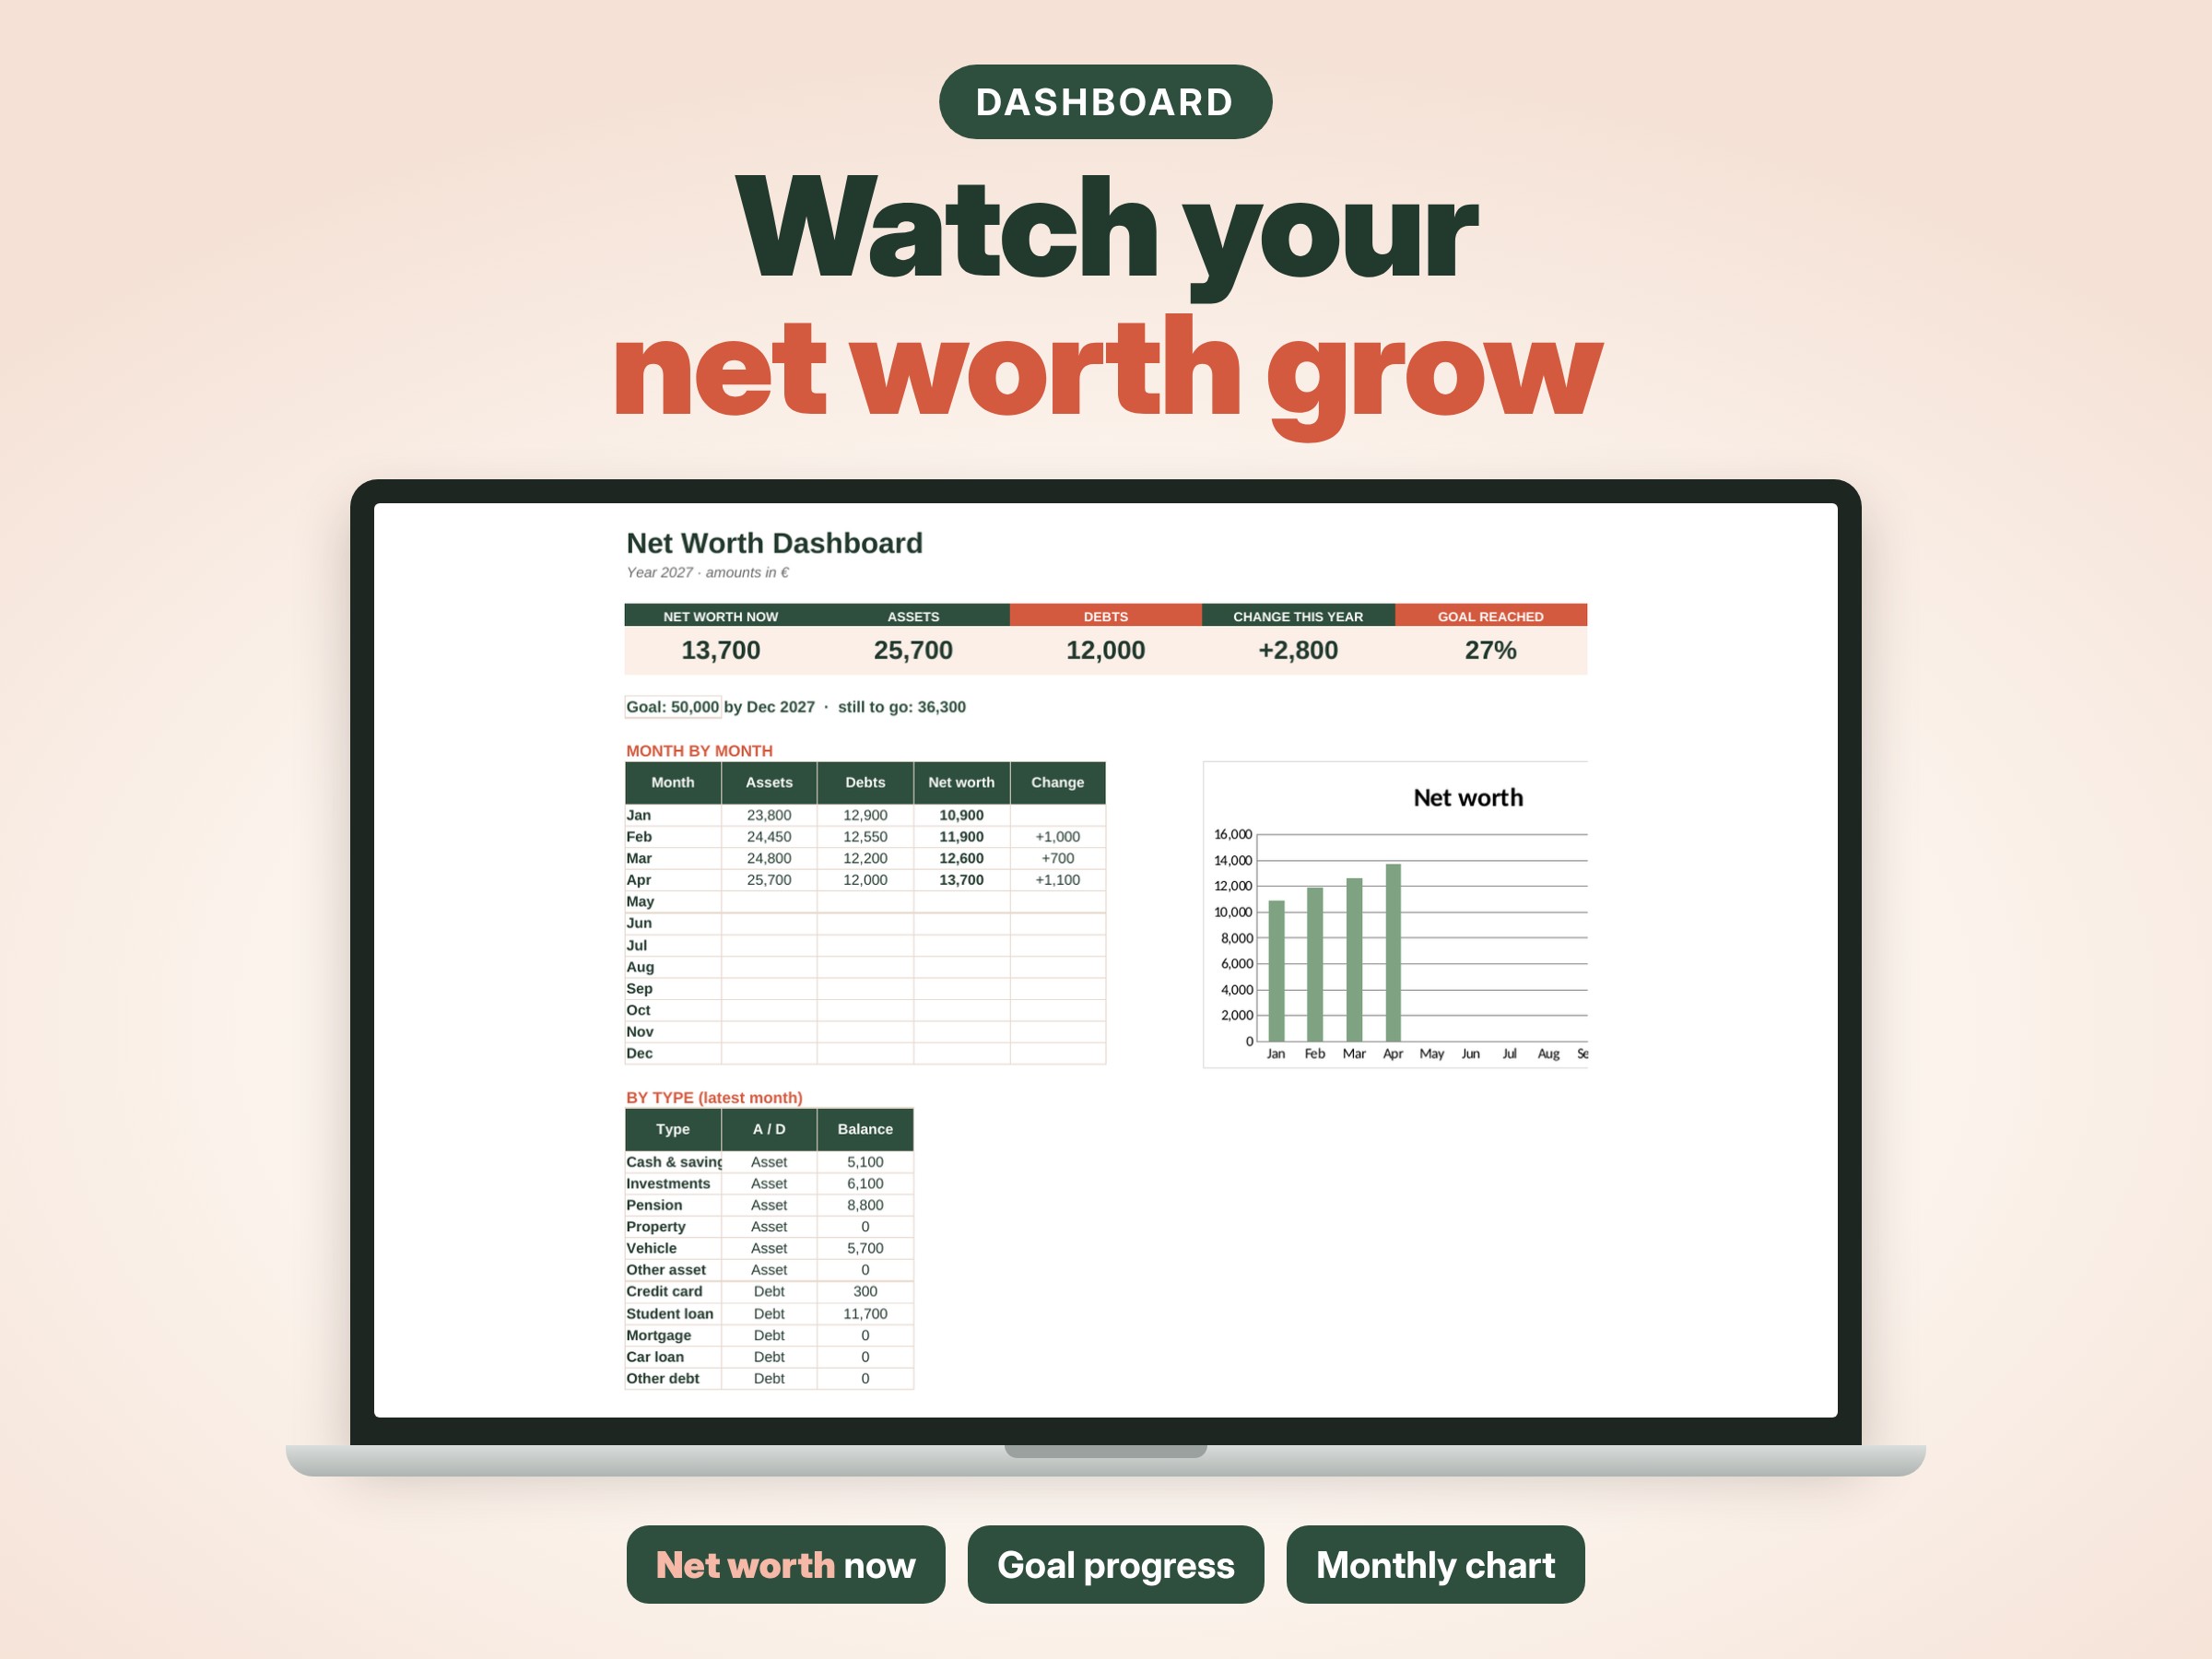 DASHBOARD
Watch your
net worth grow
Net Worth Dashboard
Year 2027 · amounts in €
NET WORTH NOW ASSETS DEBTS CHANGE THIS YEAR GOAL REACHED
13,700 25,700 12,000 +2,800 27%
Goal: 50,000 by Dec 2027 · still to go: 36,300
MONTH BY MONTH
Month Assets Debts Net worth Change
Jan 23,800 12,900 10,900
Feb 24,450 12,550 11,900 +1,000
Mar 24,800 12,200 12,600 +700
Apr 25,700 12,000 13,700 +1,100
May
Jun
Jul
Aug
Sep
Oct
Nov
Dec
Net worth
16,000
14,000
12,000
10,000
8,000
6,000
4,000
2,000
0
Jan Feb Mar Apr May Jun Jul Aug Se
BY TYPE (latest month)
Type A / D Balance
Cash & saving Asset 5,100
Investments Asset 6,100
Pension Asset 8,800
Property Asset 0
Vehicle Asset 5,700
Other asset Asset 0
Credit card Debt 300
Student loan Debt 11,700
Mortgage Debt 0
Car loan Debt 0
Other debt Debt 0
Net worth now
Goal progress
Monthly chart